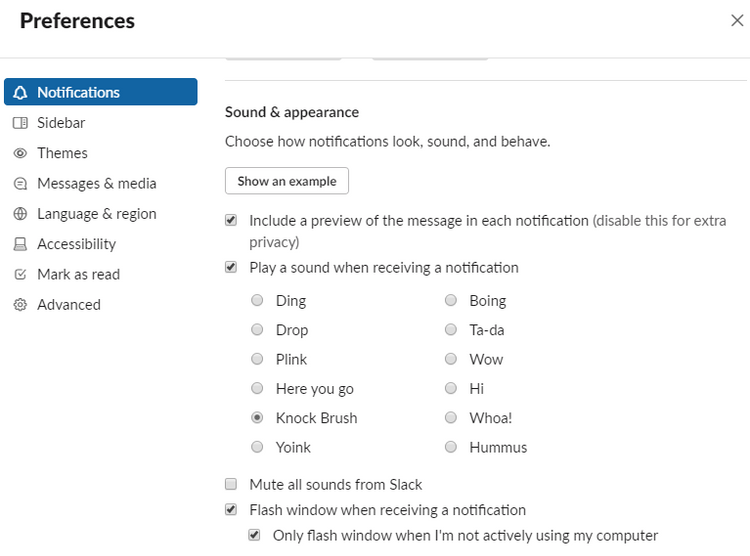 Preferences
Notifications
Sidebar
Themes
Messages & media
Language & region
Accessibility
Mark as read
Advanced
Sound & appearance
Choose how notifications look, sound, and behave.
Show an example
Include a preview of the message in each notification (disable this for extra
privacy)
Play a sound when receiving a notification
Ding
Boing
Drop
Ta-da
Plink
Wow
Here you go
Hi
Knock Brush
Whoa!
Yoink
Hummus
Mute all sounds from Slack
Flash window when receiving a notification
Only flash window when I'm not actively using my computer